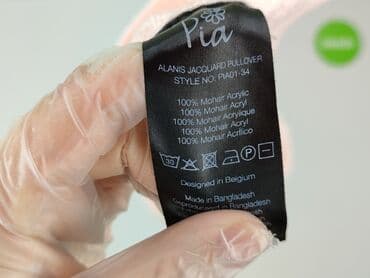 Pia
ALANIS JACQUARD PULLOVER
STYLE NO: PIA01-34
100% Mohair Acrylic
100% Mohair Acryl
100% Mohair Acrylique
100% Mohair Acryl
100% Mohair Acrilico
30
P
Designed in Belgium
Made in Bangladesh